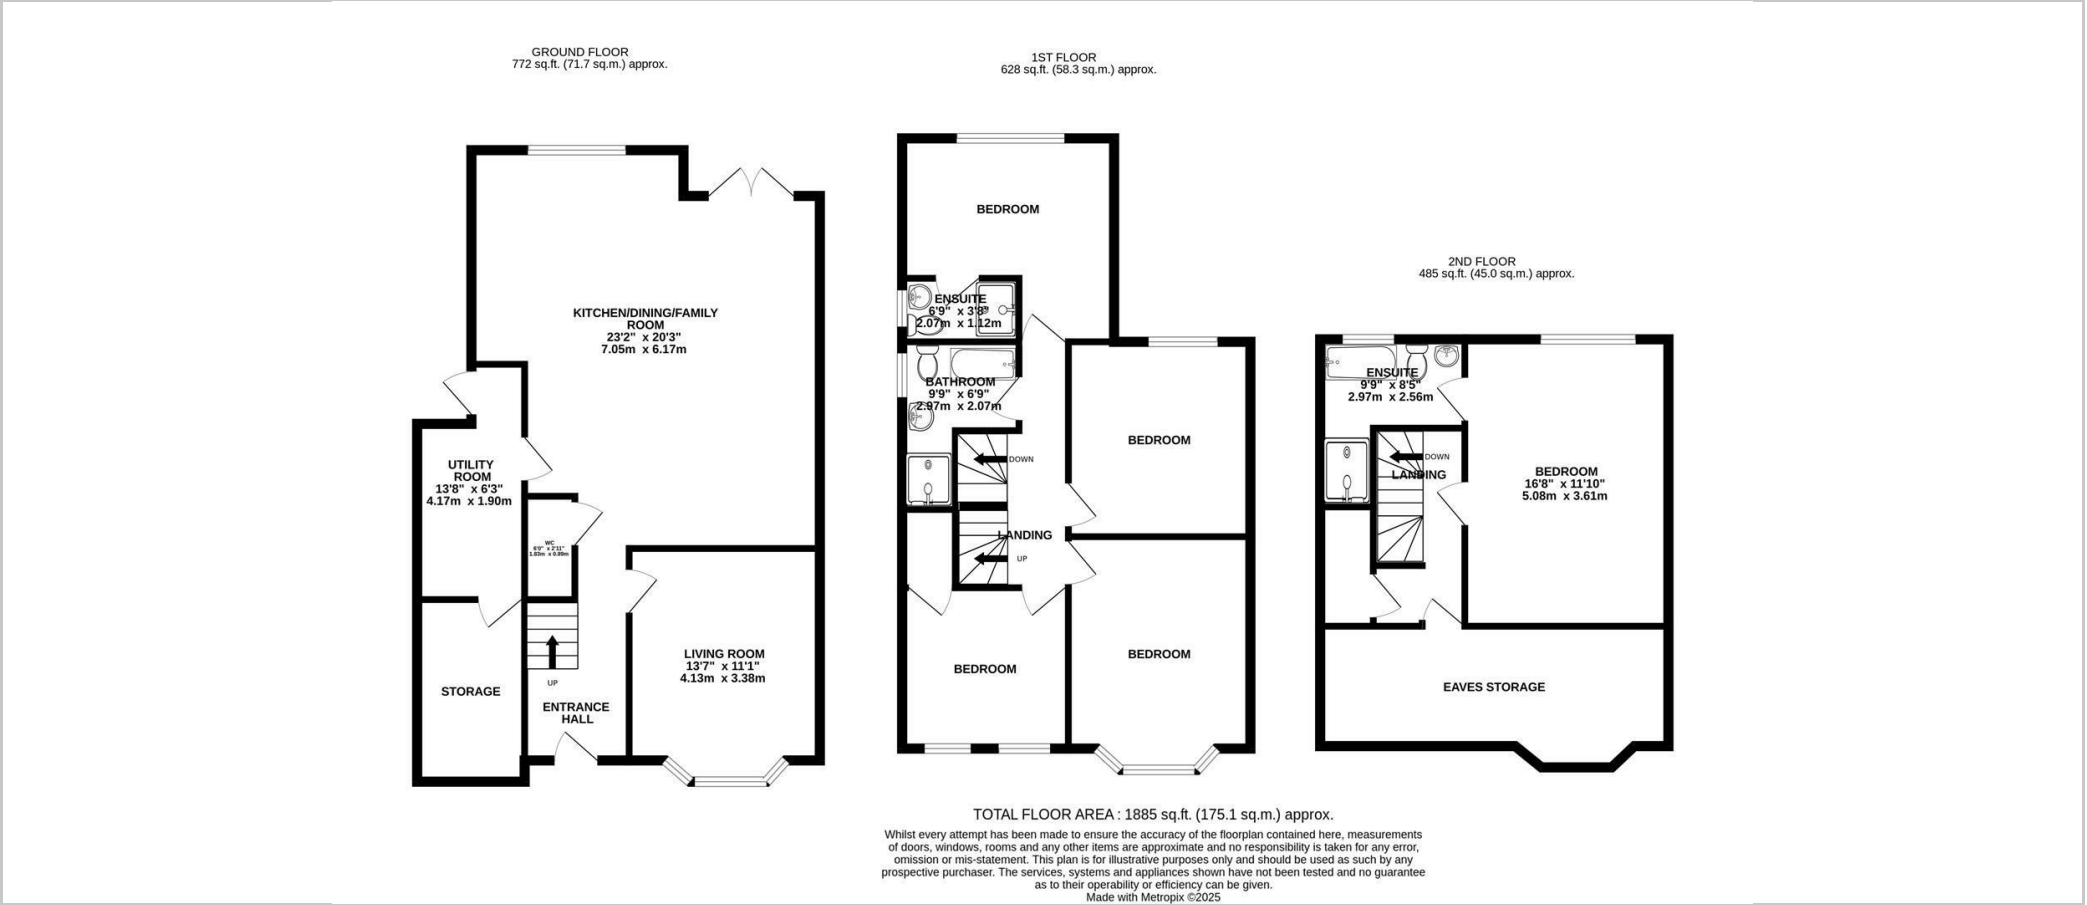 GROUND FLOOR
772 sq.ft. (71.7 sq.m.) approx.
KITCHEN/DINING/FAMILY
ROOM
23'2" x 20'3"
7.05m x 6.17m
UTILITY
ROOM
13'8" x 6'3"
4.17m x 1.90m
WC
6'0" x 2'11"
1.83m x 0.89m
LIVING ROOM
13'7" x 11'1"
4.13m x 3.38m
STORAGE
UP
ENTRANCE
HALL
1ST FLOOR
628 sq.ft. (58.3 sq.m.) approx.
BEDROOM
ENSUITE
6'9" x 3'8"
2.07m x 1.12m
BATHROOM
9'9" x 6'9"
2.97m x 2.07m
BEDROOM
DOWN
LANDING
UP
BEDROOM
BEDROOM
2ND FLOOR
485 sq.ft. (45.0 sq.m.) approx.
ENSUITE
9'9" x 8'5"
2.97m x 2.56m
DOWN
LANDING
BEDROOM
16'8" x 11'10"
5.08m x 3.61m
EAVES STORAGE
TOTAL FLOOR AREA : 1885 sq.ft. (175.1 sq.m.) approx.
Whilst every attempt has been made to ensure the accuracy of the floorplan contained here, measurements
of doors, windows, rooms and any other items are approximate and no responsibility is taken for any error,
omission or mis-statement. This plan is for illustrative purposes only and should be used as such by any
prospective purchaser. The services, systems and appliances shown have not been tested and no guarantee
as to their operability or efficiency can be given.
Made with Metropix ©2025